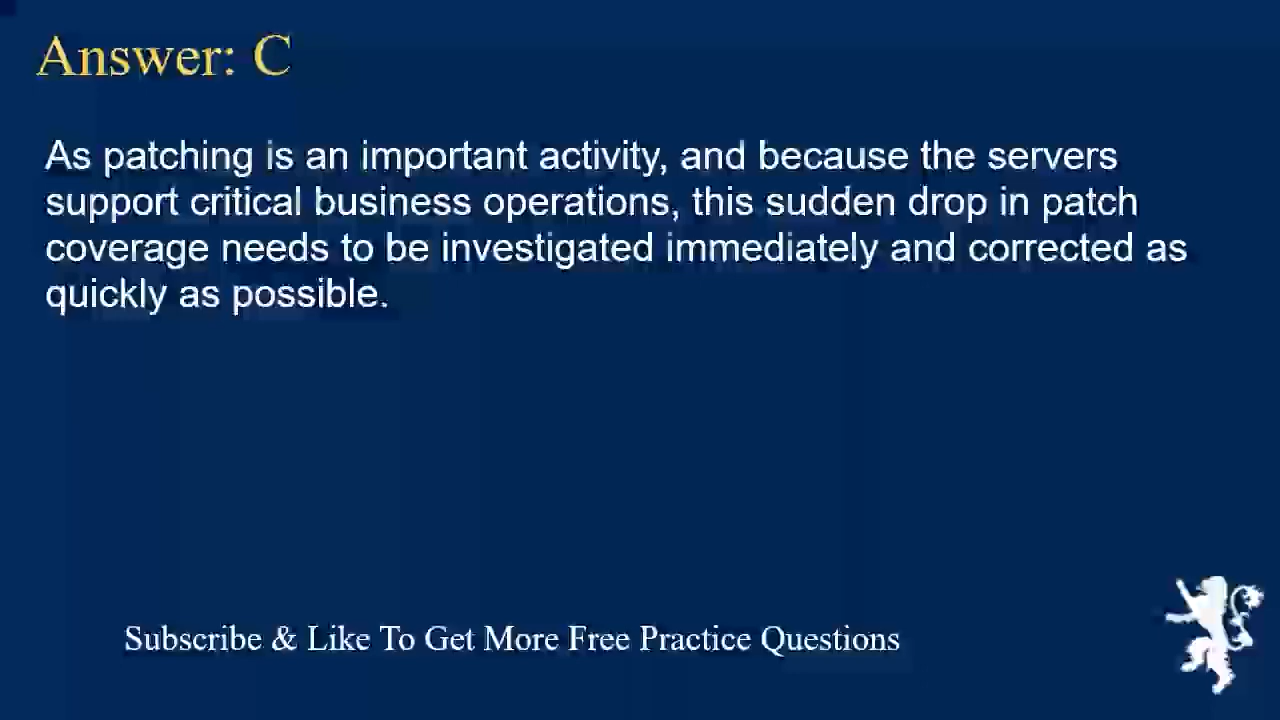 Answer: C
As patching is an important activity, and because the servers
support critical business operations, this sudden drop in patch
coverage needs to be investigated immediately and corrected as
quickly as possible.
Subscribe & Like To Get More Free Practice Questions